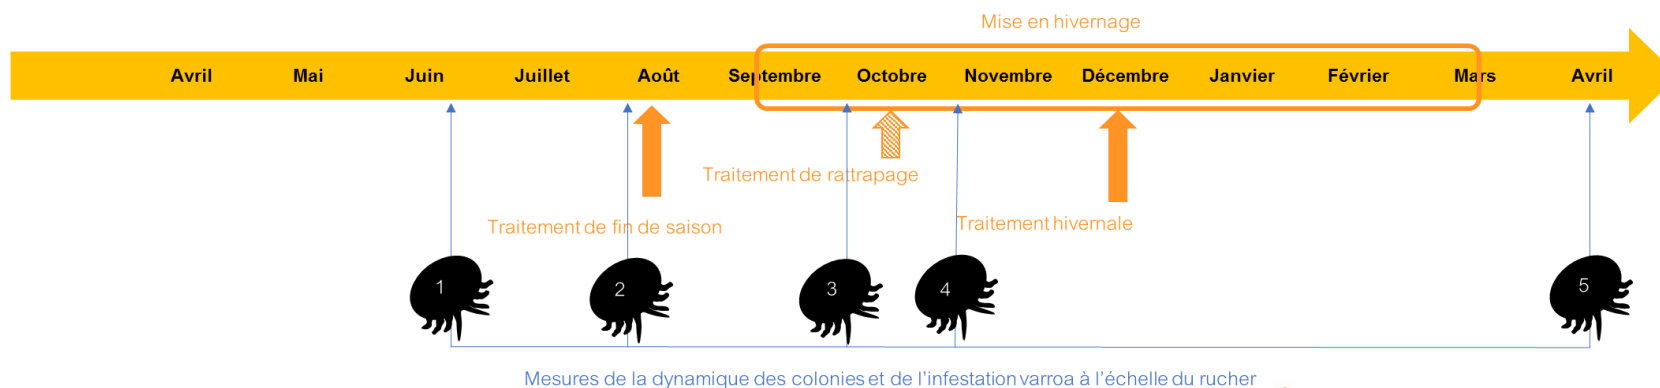 Mise en hivernage
Avril Mai Juin Juillet Août Septembre Octobre Novembre Décembre Janvier Février Mars Avril
Traitement de rattrapage
Traitement de fin de saison
Traitement hivernale
1 2 3 4 5
Mesures de la dynamique des colonies et de l'infestation varroa à l'échelle du rucher